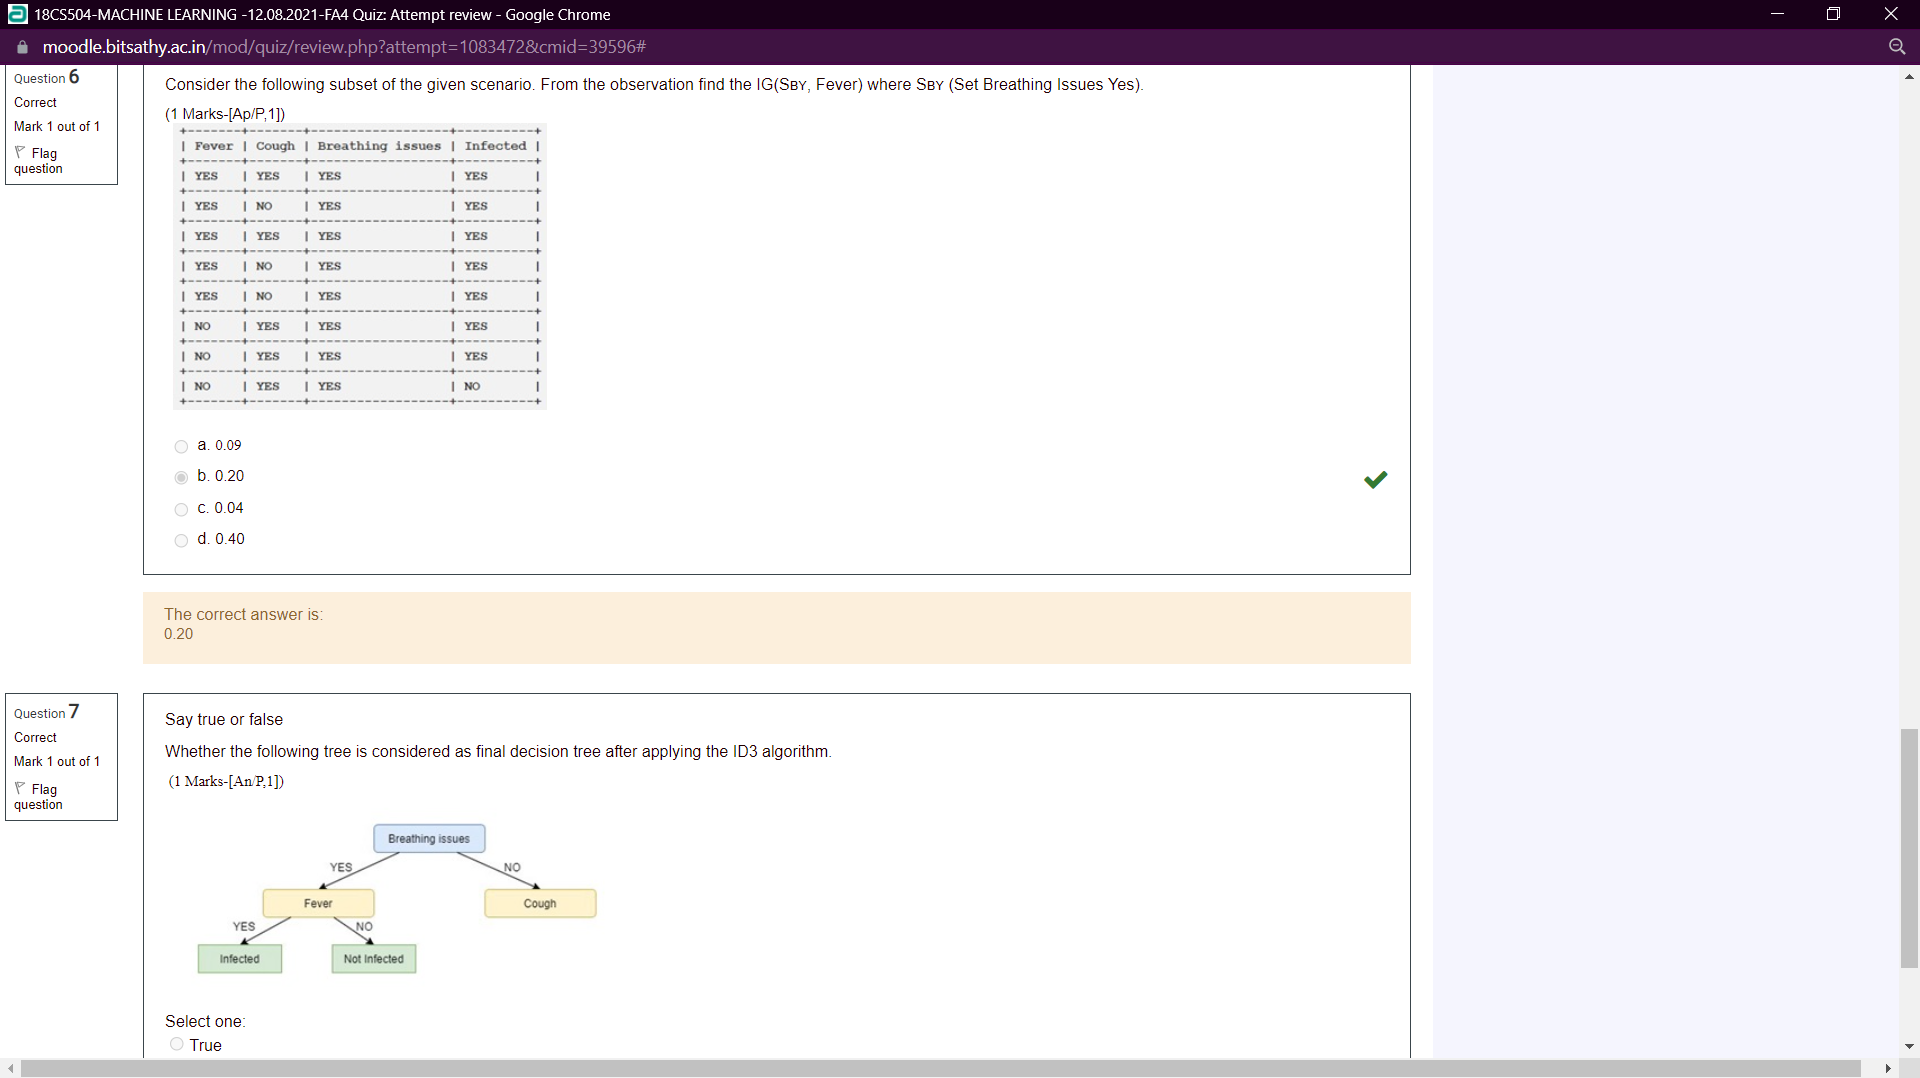 18CS504-MACHINE LEARNING -12.08.2021-FA4 Quiz: Attempt review - Google Chrome
moodle.bitsathy.ac.in/mod/quiz/review.php?attempt=1083472&cmid=39596#
Question 6
Correct
Mark 1 out of 1
Flag
question
Consider the following subset of the given scenario. From the observation find the IG(SBY, Fever) where SBY (Set Breathing Issues Yes).
(1 Marks-[Ap/P,1])
| Fever | Cough | Breathing issues | Infected |
| YES | YES | YES | YES |
| YES | NO | YES | YES |
| YES | YES | YES | YES |
| YES | NO | YES | YES |
| YES | NO | YES | YES |
| NO | YES | YES | YES |
| NO | YES | YES | YES |
| NO | YES | YES | NO |
a. 0.09
b. 0.20
c. 0.04
d. 0.40
The correct answer is:
0.20
Question 7
Correct
Mark 1 out of 1
Flag
question
Say true or false
Whether the following tree is considered as final decision tree after applying the ID3 algorithm.
(1 Marks-[An/P,1])
Breathing issues
YES NO
Fever Cough
YES NO
Infected Not Infected
Select one:
True